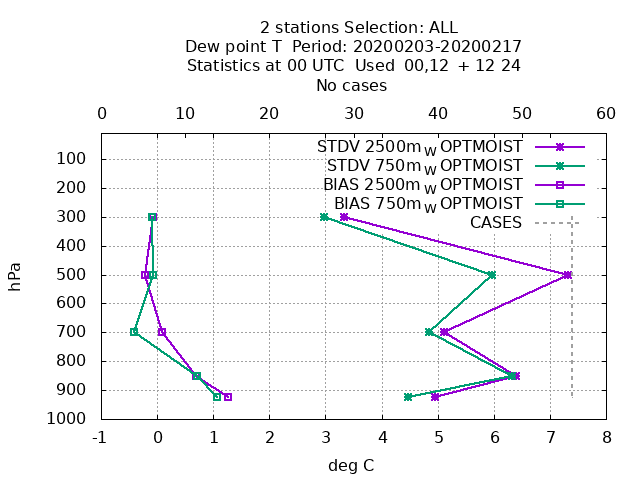 2 stations Selection: ALL
Dew point T  Period: 20200203-20200217
Statistics at 00 UTC  Used  00,12  + 12 24
No cases
0 10 20 30 40 50 60
STDV 2500m_W OPTMOIST
STDV 750m_W OPTMOIST
BIAS 2500m_W OPTMOIST
BIAS 750m_W OPTMOIST
CASES
100
200
300
400
500
600
700
800
900
1000
hPa
-1 0 1 2 3 4 5 6 7 8
deg C